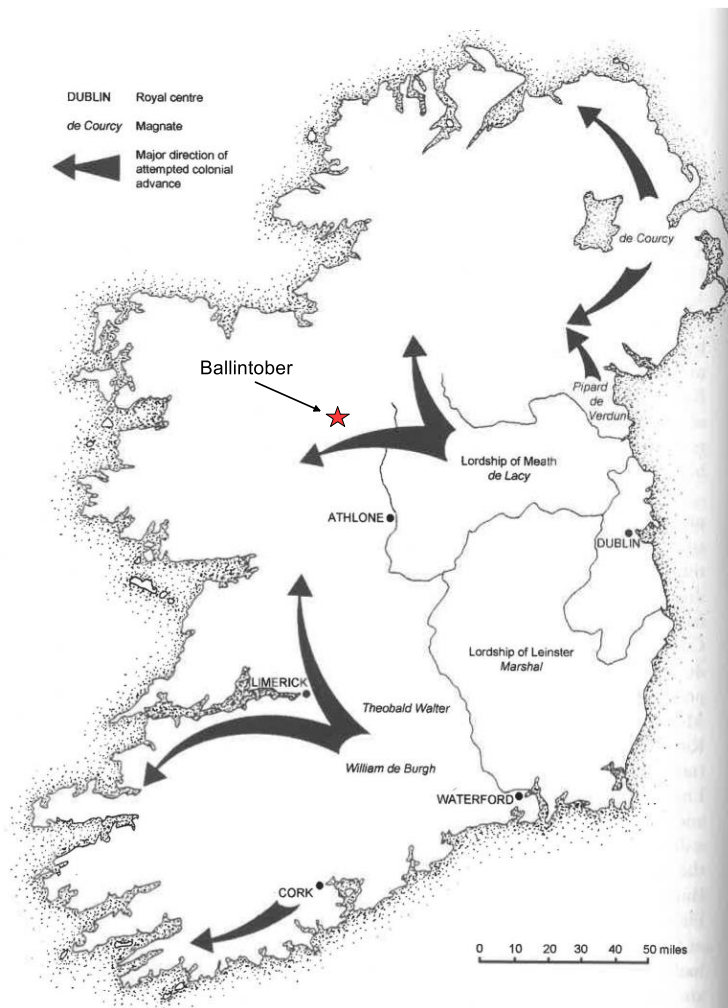 DUBLIN Royal centre
de Courcy Magnate
Major direction of
attempted colonial
advance
de Courcy
Ballintober
Pipard
de
Verdun
Lordship of Meath
de Lacy
ATHLONE
DUBLIN
Lordship of Leinster
Marshal
LIMERICK
Theobald Walter
William de Burgh
WATERFORD
CORK
0 10 20 30 40 50 miles